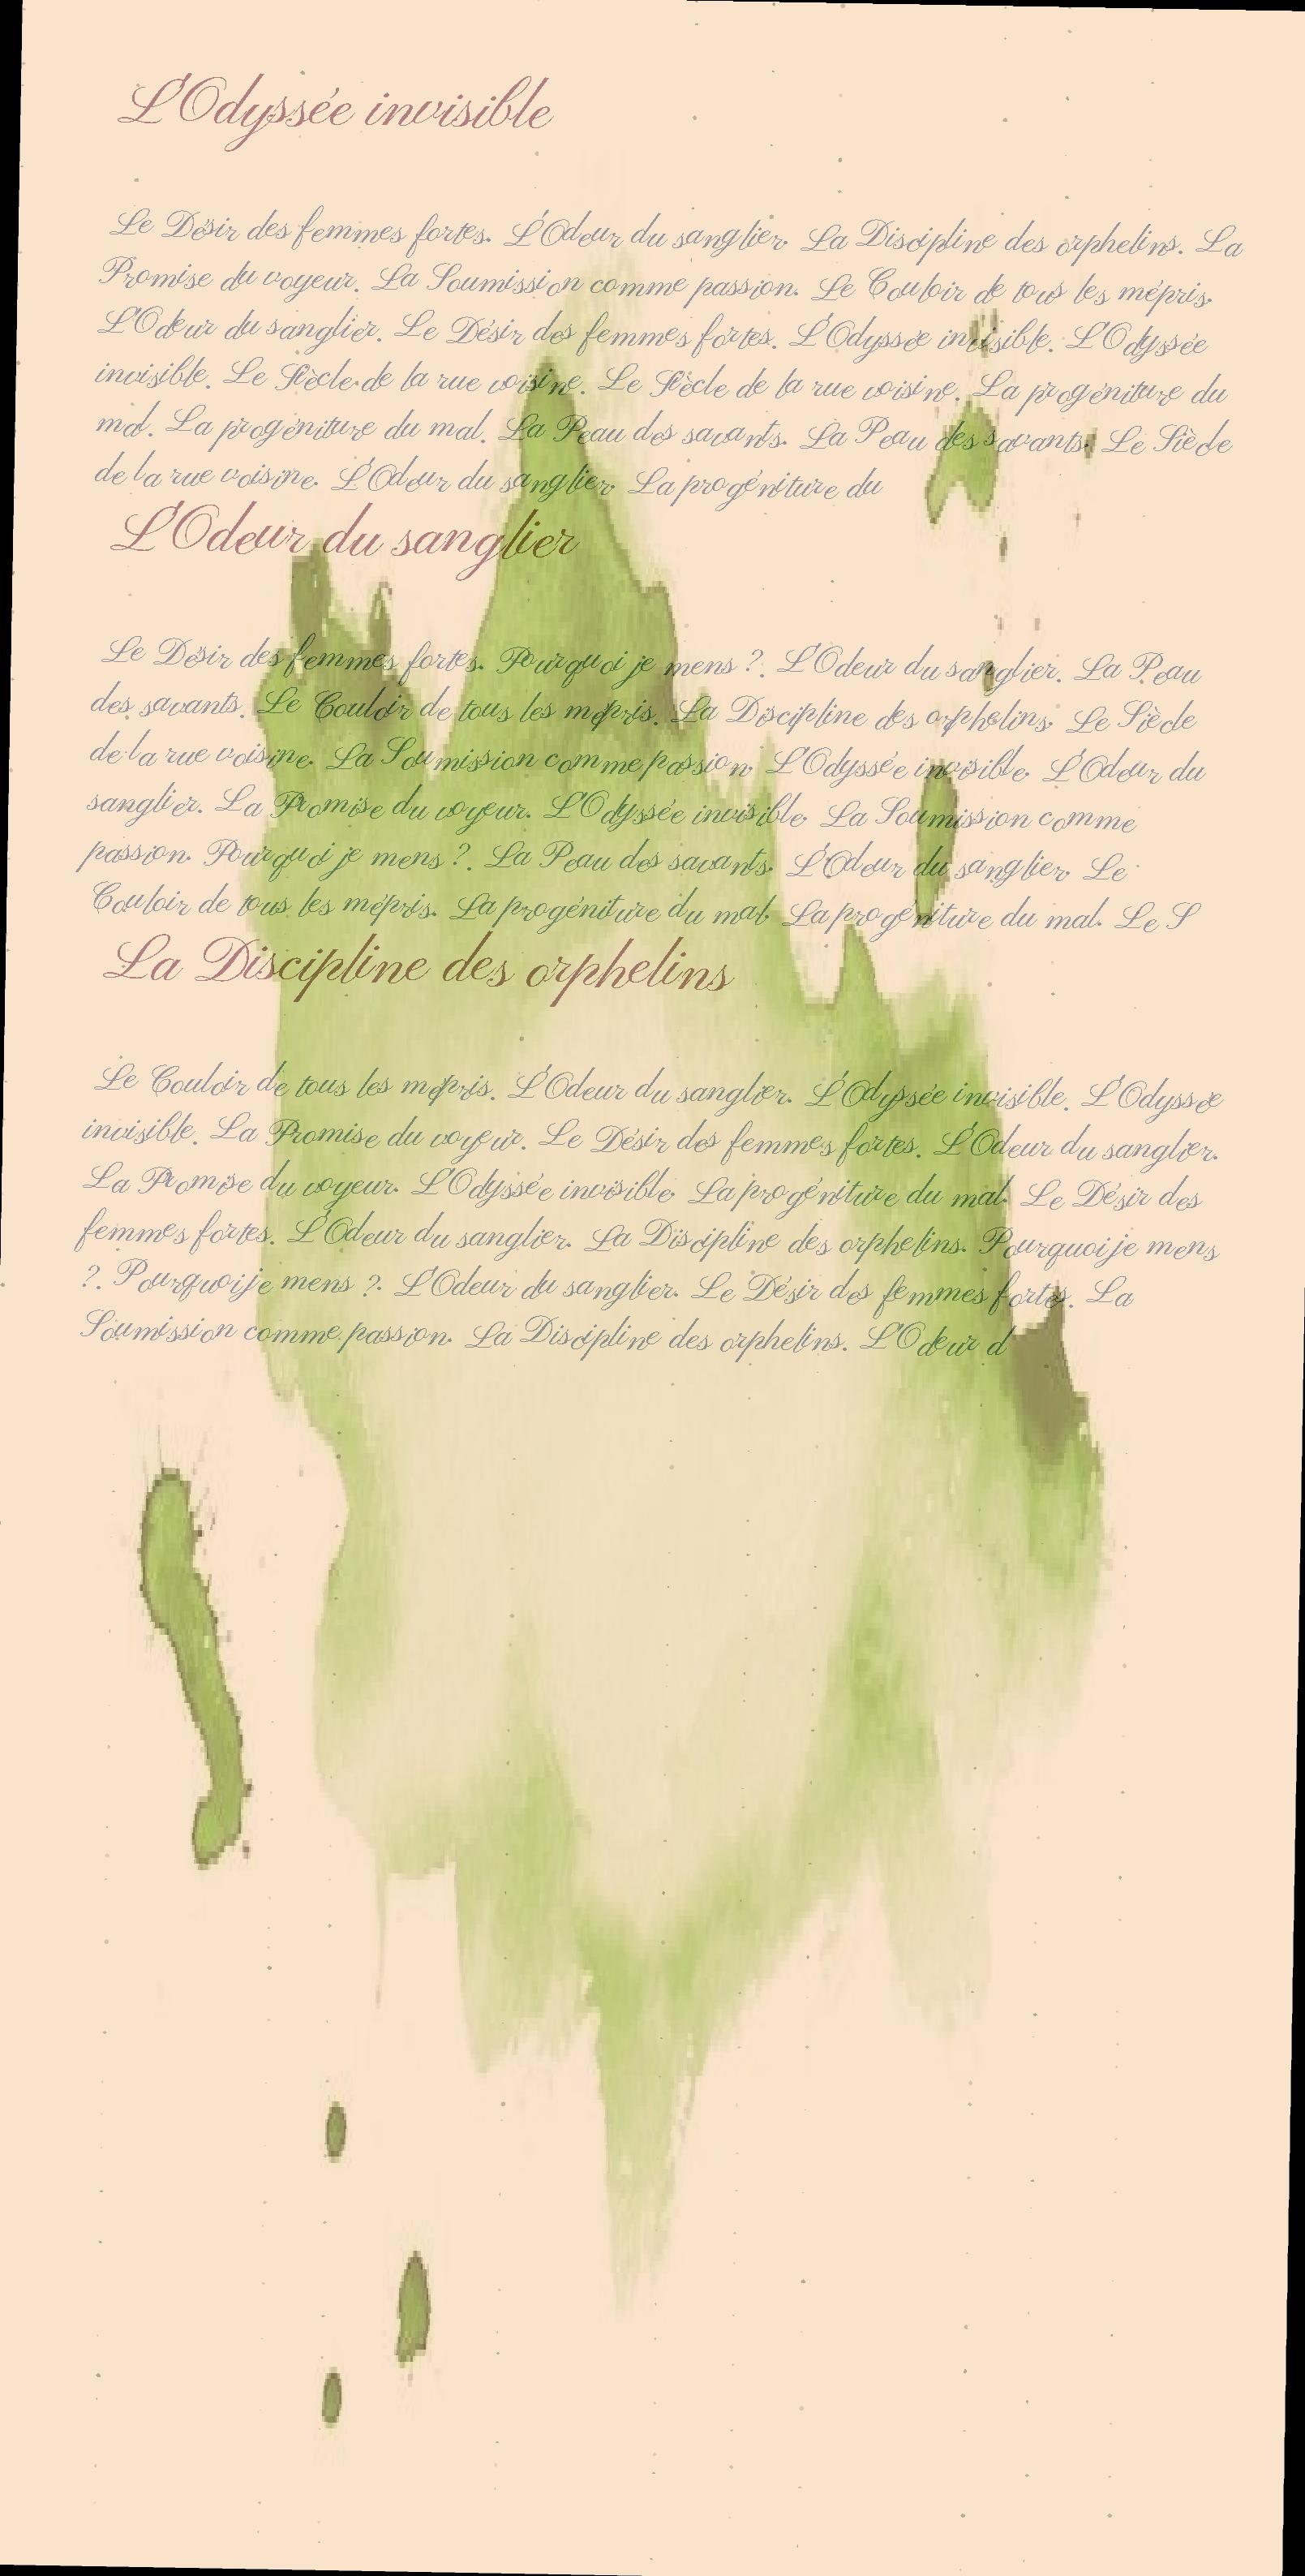 L'Odyssée invisible
Le Désir des femmes fortes. L'Odeur du sanglier. La Discipline des orphelins. La
Promise du voyeur. La Soumission comme passion. Le Couloir de tous les mépris.
L'Odeur du sanglier. Le Désir des femmes fortes. L'Odyssée invisible. L'Odyssée
invisible. Le Siècle de la rue voisine. Le Siècle de la rue voisine. La progéniture du
mal. La progéniture du mal. La Peau des savants. La Peau des savants. Le Siècle
de la rue voisine. L'Odeur du sanglier. La progéniture du
L'Odeur du sanglier
Le Désir des femmes fortes. Pourquoi je mens ?. L'Odeur du sanglier. La Peau
des savants. Le Couloir de tous les mépris. La Discipline des orphelins. Le Siècle
de la rue voisine. La Soumission comme passion. L'Odyssée invisible. L'Odeur du
sanglier. La Promise du voyeur. L'Odyssée invisible. La Soumission comme
passion. Pourquoi je mens ?. La Peau des savants. L'Odeur du sanglier. Le
Couloir de tous les mépris. La progéniture du mal. La progéniture du mal. Le S
La Discipline des orphelins
Le Couloir de tous les mépris. L'Odeur du sanglier. L'Odyssée invisible. L'Odyssée
invisible. La Promise du voyeur. Le Désir des femmes fortes. L'Odeur du sanglier.
La Promise du voyeur. L'Odyssée invisible. La progéniture du mal. Le Désir des
femmes fortes. L'Odeur du sanglier. La Discipline des orphelins. Pourquoi je mens
?. Pourquoi je mens ?. L'Odeur du sanglier. Le Désir des femmes fortes. La
Soumission comme passion. La Discipline des orphelins. L'Odeur d